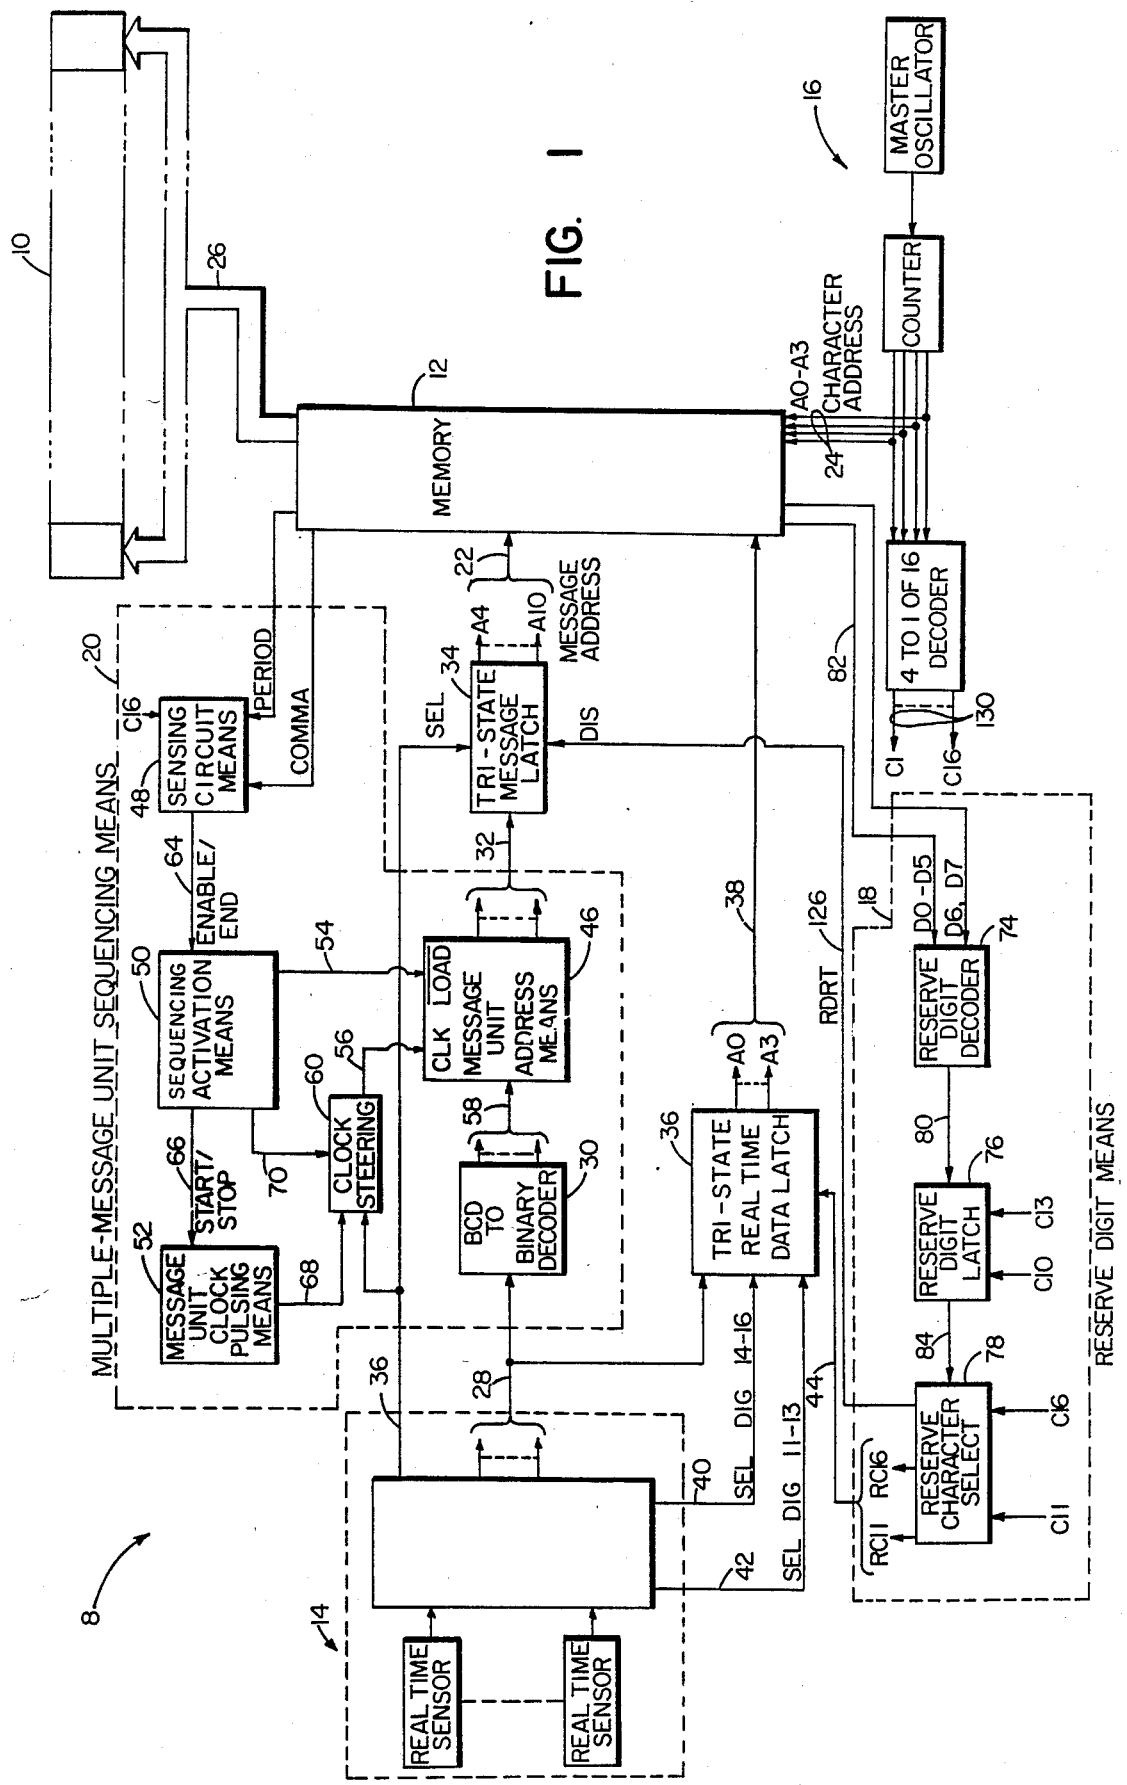 10
26
MULTIPLE-MESSAGE UNIT SEQUENCING MEANS
20
C16
48
SENSING
CIRCUIT
MEANS
PERIOD
COMMA
64
ENABLE/
END
50
SEQUENCING
ACTIVATION
MEANS
54
66
START/
STOP
70
52
MESSAGE
UNIT
CLOCK
PULSING
MEANS
68
60
CLOCK
STEERING
56
CLK LOAD
MESSAGE
UNIT
ADDRESS
MEANS
46
58
BCD
TO
BINARY
DECODER
30
32
SEL
34
TRI-STATE
MESSAGE
LATCH
DIS
A4
A10
22
MESSAGE
ADDRESS
MEMORY
12
FIG. 1
8
14
REAL TIME
SENSOR
REAL TIME
SENSOR
36
28
40
SEL DIG 14-16
42
SEL DIG 11-13
36
TRI-STATE
REAL TIME
DATA LATCH
A0
A3
38
44
RDRT
126
82
18
16
MASTER
OSCILLATOR
COUNTER
A0-A3
CHARACTER
ADDRESS
24
4 TO 1 OF 16
DECODER
C1
C16
130
D0-D5
D6, D7
74
RESERVE
DIGIT
DECODER
80
76
RESERVE
DIGIT
LATCH
C10
C13
84
78
RESERVE
CHARACTER
SELECT
RC11
RC16
C11
C16
RESERVE DIGIT MEANS